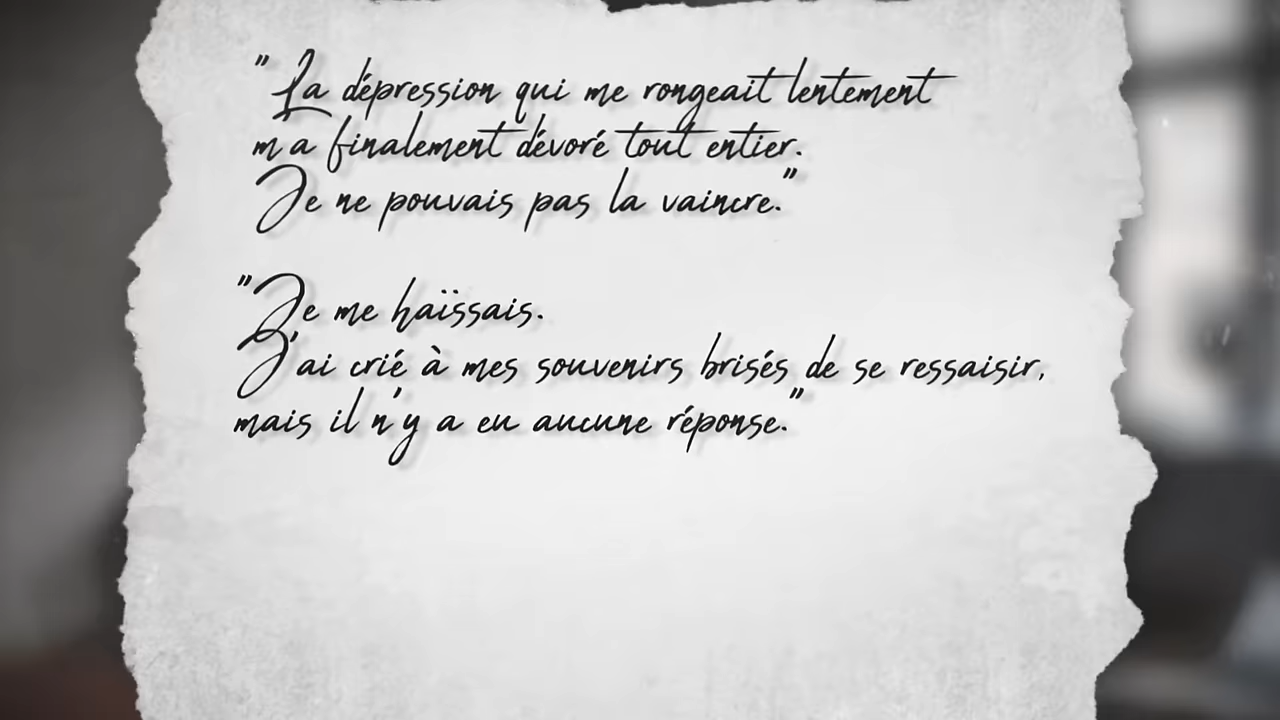 "La dépression qui me rongeait lentement
m a finalement dévoré tout entier.
Je ne pouvais pas la vaincre."
"Je me haïssais.
J'ai crié à mes souvenirs brisés de se ressaisir,
mais il n'y a eu aucune réponse."